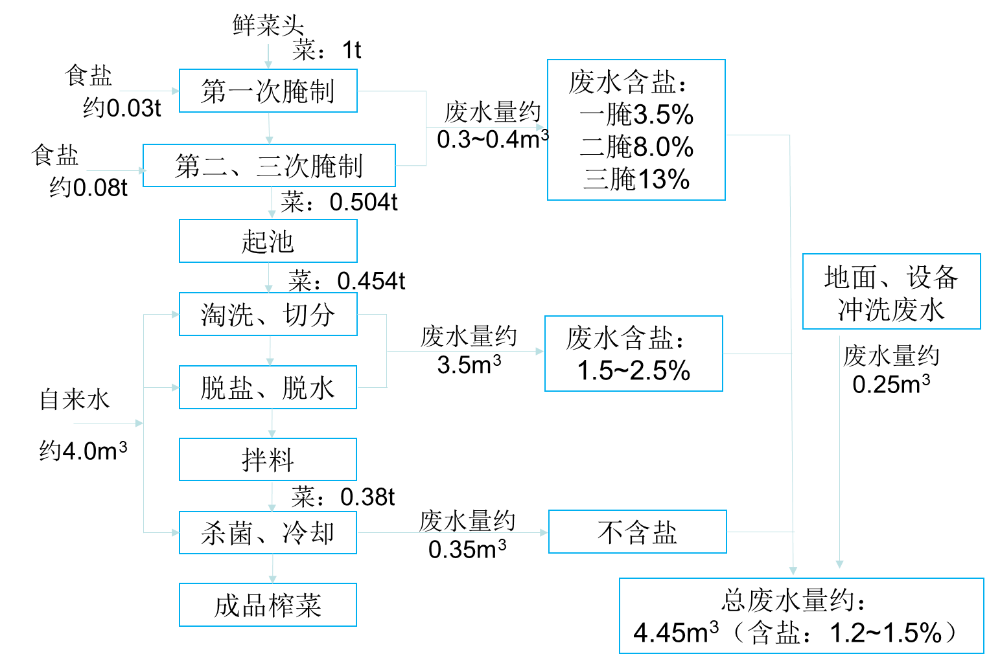 鲜菜头
菜：1t
食盐
约0.03t
第一次腌制
废水量约
0.3~0.4m³
废水含盐：
一腌3.5%
二腌8.0%
三腌13%
食盐
约0.08t
第二、三次腌制
菜：0.504t
起池
菜：0.454t
淘洗、切分
废水量约
3.5m³
废水含盐：
1.5~2.5%
地面、设备
冲洗废水
废水量约
0.25m³
脱盐、脱水
自来水
约4.0m³
拌料
菜：0.38t
杀菌、冷却
废水量约
0.35m³
不含盐
成品榨菜
总废水量约：
4.45m³（含盐：1.2~1.5%）